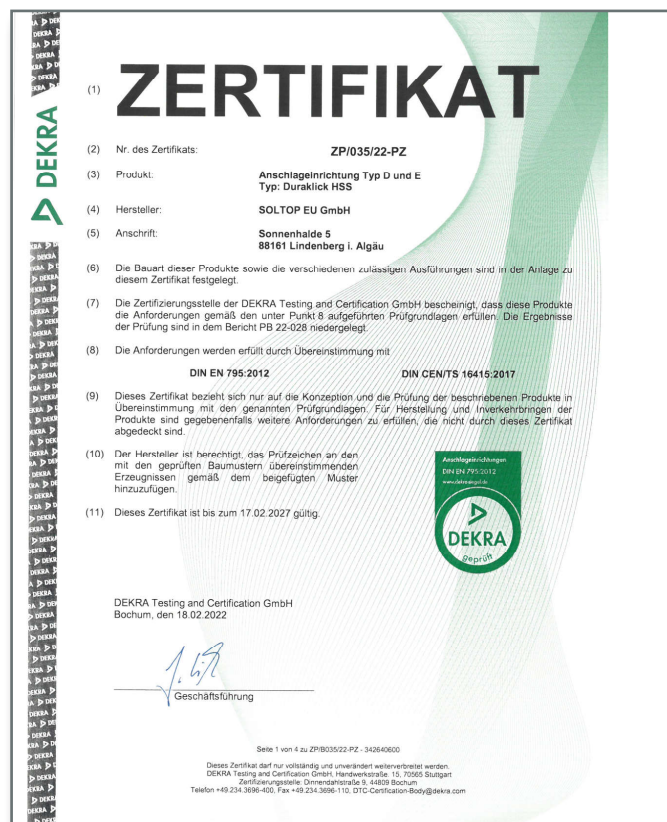 DEKRA
(1) ZERTIFIKAT
(2) Nr. des Zertifikats: ZP/035/22-PZ
(3) Produkt: Anschlageinrichtung Typ D und E
Typ: Duraklick HSS
(4) Hersteller: SOLTOP EU GmbH
(5) Anschrift: Sonnenhalde 5
88161 Lindenberg i. Algäu
(6) Die Bauart dieser Produkte sowie die verschiedenen zulässigen Ausführungen sind in der Anlage zu
diesem Zertifikat festgelegt.
(7) Die Zertifizierungsstelle der DEKRA Testing and Certification GmbH bescheinigt, dass diese Produkte
die Anforderungen gemäß den unter Punkt 8 aufgeführten Prüfgrundlagen erfüllen. Die Ergebnisse
der Prüfung sind in dem Bericht PB 22-028 niedergelegt.
(8) Die Anforderungen werden erfüllt durch Übereinstimmung mit
DIN EN 795:2012 DIN CEN/TS 16415:2017
(9) Dieses Zertifikat bezieht sich nur auf die Konzeption und die Prüfung der beschriebenen Produkte in
Übereinstimmung mit den genannten Prüfgrundlagen. Für Herstellung und Inverkehrbringen der
Produkte sind gegebenenfalls weitere Anforderungen zu erfüllen, die nicht durch dieses Zertifikat
abgedeckt sind.
(10) Der Hersteller ist berechtigt, das Prüfzeichen an den
mit den geprüften Baumustern übereinstimmenden
Erzeugnissen gemäß dem beigefügten Muster
hinzuzufügen.
Anschlageinrichtungen
DIN EN 795:2012
www.dekra-siegel.de
DEKRA
geprüft
(11) Dieses Zertifikat ist bis zum 17.02.2027 gültig.
DEKRA Testing and Certification GmbH
Bochum, den 18.02.2022
Geschäftsführung
Seite 1 von 4 zu ZP/B035/22-PZ - 342640600
Dieses Zertifikat darf nur vollständig und unverändert weiterverbreitet werden.
DEKRA Testing and Certification GmbH, Handwerkstraße. 15, 70565 Stuttgart
Zertifizierungsstelle: Dinnendahlstraße 9, 44809 Bochum
Telefon +49.234.3696-400, Fax +49.234.3696-110, DTC-Certification-Body@dekra.com